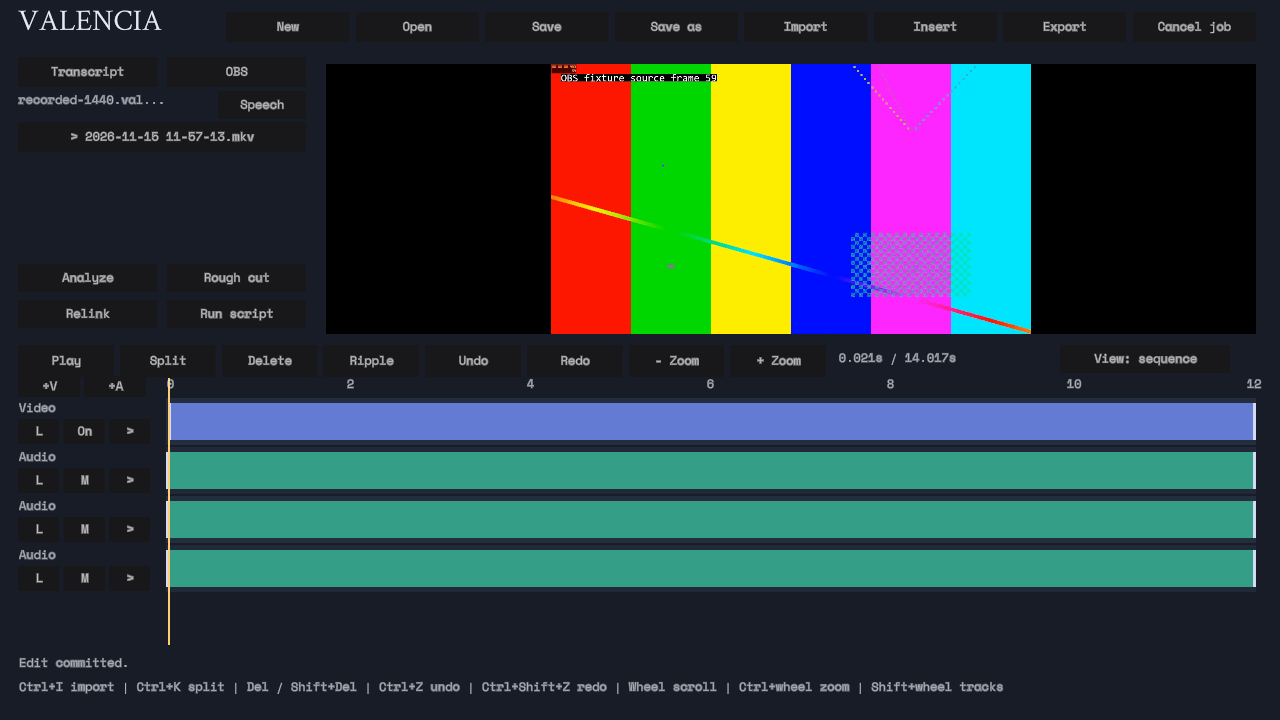 VALENCIA
New Open Save Save as Import Insert Export Cancel job
Transcript OBS
recorded-1440.val...
Speech
> 2026-11-15 11-57-13.mkv
OBS fixture source frame 59
Analyze Rough cut
Relink Run script
Play Split Delete Ripple Undo Redo - Zoom + Zoom 0.021s / 14.017s View: sequence
+V +A 0 2 4 6 8 10 12
Video
L On >
Audio
L M >
Audio
L M >
Audio
L M >
Edit committed.
Ctrl+I import | Ctrl+K split | Del / Shift+Del | Ctrl+Z undo | Ctrl+Shift+Z redo | Wheel scroll | Ctrl+wheel zoom | Shift+wheel tracks